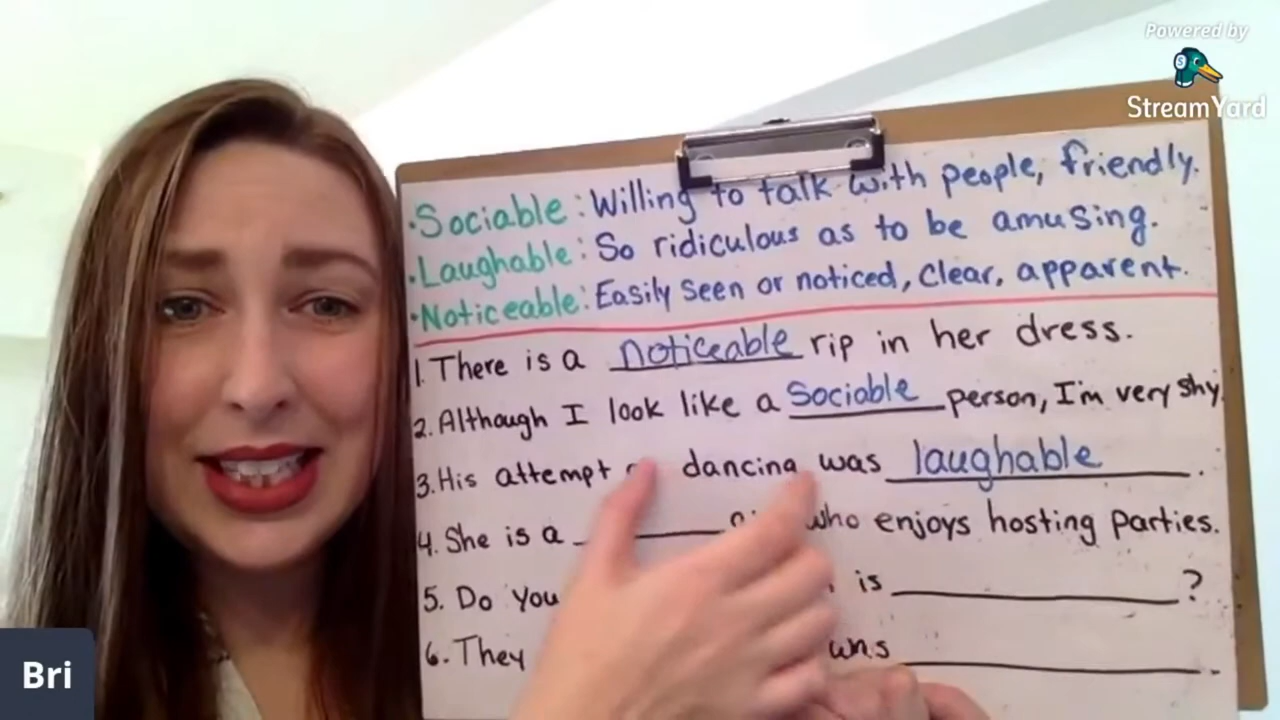 Powered by
StreamYard
·Sociable: Willing to talk with people, friendly.
·Laughable: So ridiculous as to be amusing.
·Noticeable: Easily seen or noticed, clear, apparent.
1. There is a noticeable rip in her dress.
2. Although I look like a sociable person, I'm very shy.
3. His attempt dancing was laughable.
4. She is a ______ who enjoys hosting parties.
5. Do you is ______?
6. They ______.
Bri